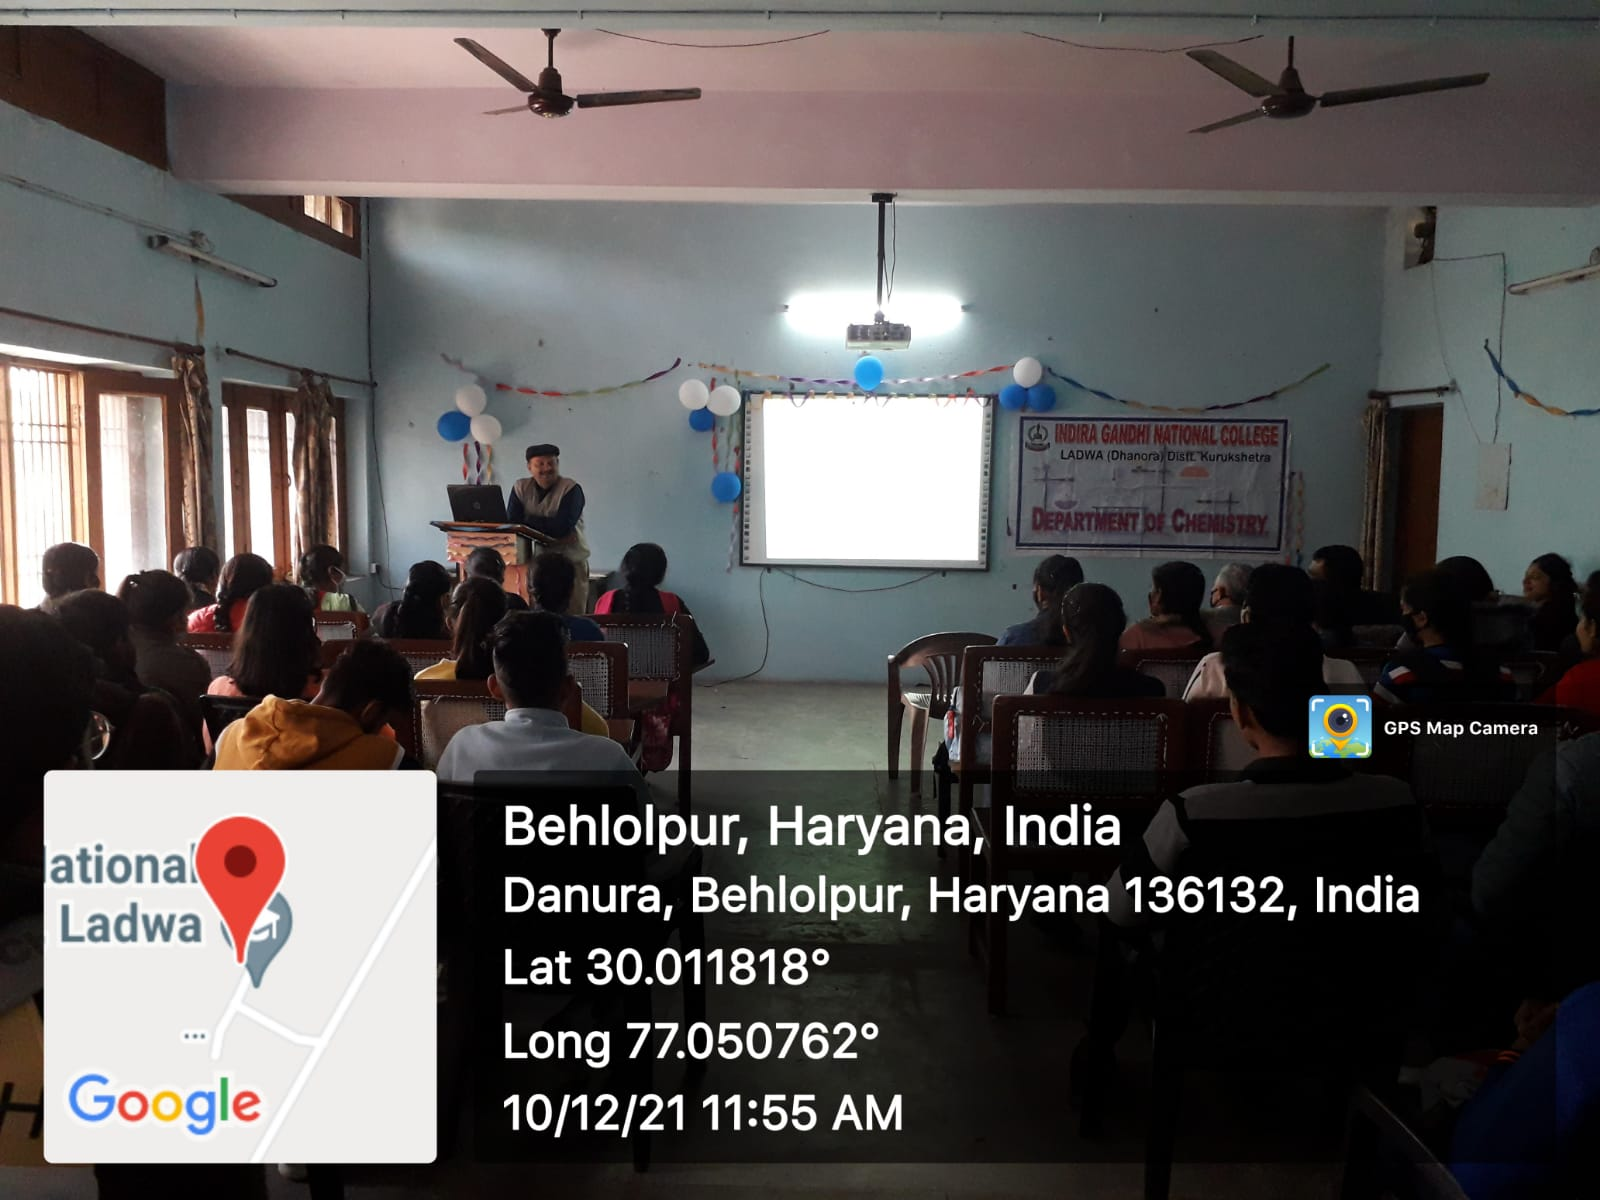 INDIRA GANDHI NATIONAL COLLEGE
LADWA (Dhanora) Distt. Kurukshetra
DEPARTMENT OF CHEMISTRY
GPS Map Camera
Ladwa
Google
Behlolpur, Haryana, India
Danura, Behlolpur, Haryana 136132, India
Lat 30.011818°
Long 77.050762°
10/12/21 11:55 AM